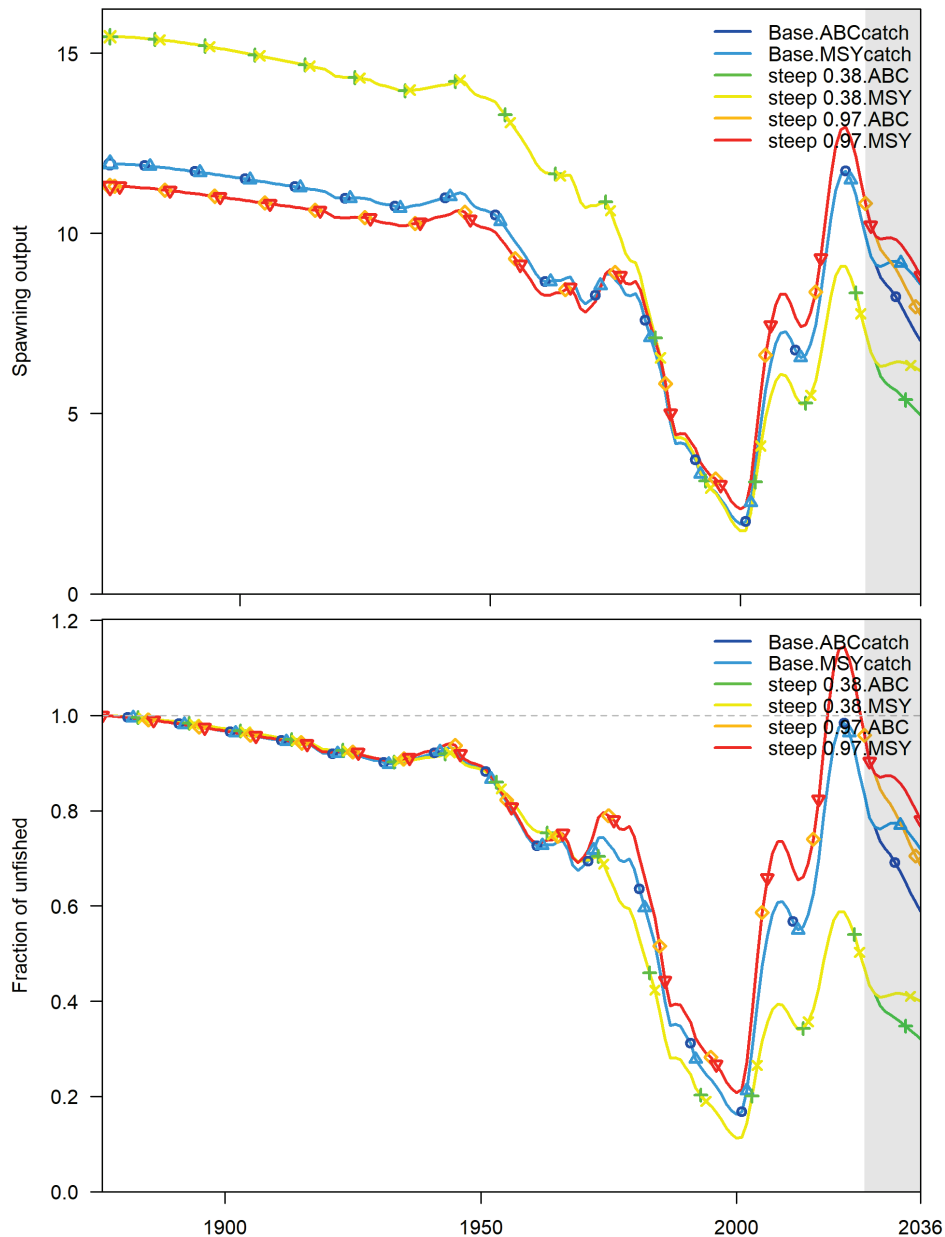 Spawning output
15
10
5
0
Base.ABCcatch
Base.MSYcatch
steep 0.38.ABC
steep 0.38.MSY
steep 0.97.ABC
steep 0.97.MSY
Fraction of unfished
1.2
1.0
0.8
0.6
0.4
0.2
0.0
Base.ABCcatch
Base.MSYcatch
steep 0.38.ABC
steep 0.38.MSY
steep 0.97.ABC
steep 0.97.MSY
1900 1950 2000 2036